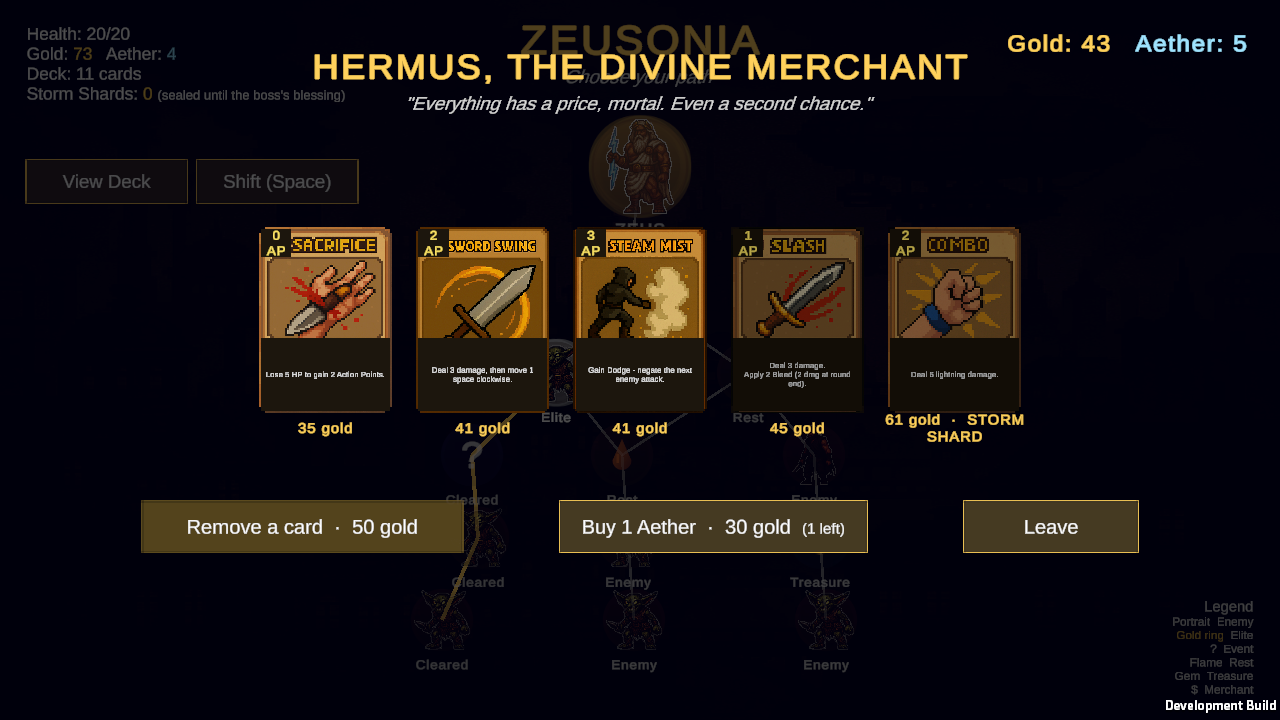 Health: 20/20
Gold: 73 Aether: 4
Deck: 11 cards
Storm Shards: 0 (sealed until the boss's blessing)
ZEUSONIA
Choose your path
HERMUS, THE DIVINE MERCHANT
"Everything has a price, mortal. Even a second chance."
Gold: 43 Aether: 5
View Deck
Shift (Space)
ZEUS
0 AP SACRIFICE
Lose 5 HP to gain 2 Action Points.
35 gold
2 AP SWORD SWING
Deal 3 damage, then move 1
space clockwise.
41 gold
3 AP STEAM MIST
Gain Dodge - negate the next
enemy attack.
41 gold
1 AP SLASH
Deal 3 damage.
Apply 2 Bleed (2 dmg at round
end).
45 gold
2 AP COMBO
Deal 5 lightning damage.
61 gold · STORM
SHARD
Elite
Rest
?
Cleared
Rest
Enemy
Remove a card · 50 gold
Buy 1 Aether · 30 gold (1 left)
Leave
Cleared
Enemy
Treasure
Cleared
Enemy
Enemy
Legend
Portrait Enemy
Gold ring Elite
? Event
Flame Rest
Gem Treasure
$ Merchant
Development Build